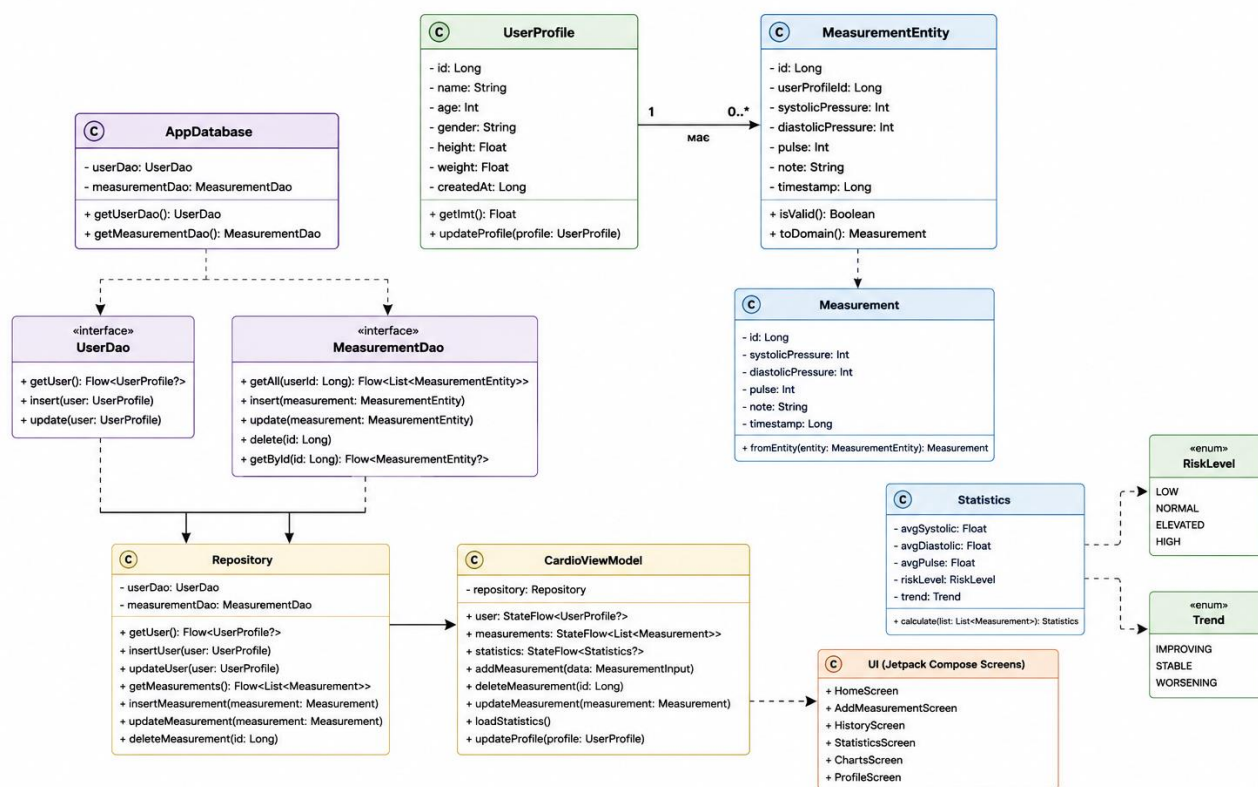 C UserProfile
- id: Long
- name: String
- age: Int
- gender: String
- height: Float
- weight: Float
- createdAt: Long
+ getImt(): Float
+ updateProfile(profile: UserProfile)
1
0..*
має
C MeasurementEntity
- id: Long
- userProfileId: Long
- systolicPressure: Int
- diastolicPressure: Int
- pulse: Int
- note: String
- timestamp: Long
+ isValid(): Boolean
+ toDomain(): Measurement
C AppDatabase
- userDao: UserDao
- measurementDao: MeasurementDao
+ getUserDao(): UserDao
+ getMeasurementDao(): MeasurementDao
«interface»
UserDao
+ getUser(): Flow<UserProfile?>
+ insert(user: UserProfile)
+ update(user: UserProfile)
«interface»
MeasurementDao
+ getAll(userId: Long): Flow<List<MeasurementEntity>>
+ insert(measurement: MeasurementEntity)
+ update(measurement: MeasurementEntity)
+ delete(id: Long)
+ getById(id: Long): Flow<MeasurementEntity?>
C Measurement
- id: Long
- systolicPressure: Int
- diastolicPressure: Int
- pulse: Int
- note: String
- timestamp: Long
+ fromEntity(entity: MeasurementEntity): Measurement
C Statistics
- avgSystolic: Float
- avgDiastolic: Float
- avgPulse: Float
- riskLevel: RiskLevel
- trend: Trend
+ calculate(list: List<Measurement>): Statistics
«enum»
RiskLevel
LOW
NORMAL
ELEVATED
HIGH
«enum»
Trend
IMPROVING
STABLE
WORSENING
C Repository
- userDao: UserDao
- measurementDao: MeasurementDao
+ getUser(): Flow<UserProfile?>
+ insertUser(user: UserProfile)
+ updateUser(user: UserProfile)
+ getMeasurements(): Flow<List<Measurement>>
+ insertMeasurement(measurement: Measurement)
+ updateMeasurement(measurement: Measurement)
+ deleteMeasurement(id: Long)
C CardioViewModel
- repository: Repository
+ user: StateFlow<UserProfile?>
+ measurements: StateFlow<List<Measurement>>
+ statistics: StateFlow<Statistics?>
+ addMeasurement(data: MeasurementInput)
+ deleteMeasurement(id: Long)
+ updateMeasurement(measurement: Measurement)
+ loadStatistics()
+ updateProfile(profile: UserProfile)
C UI (Jetpack Compose Screens)
+ HomeScreen
+ AddMeasurementScreen
+ HistoryScreen
+ StatisticsScreen
+ ChartsScreen
+ ProfileScreen